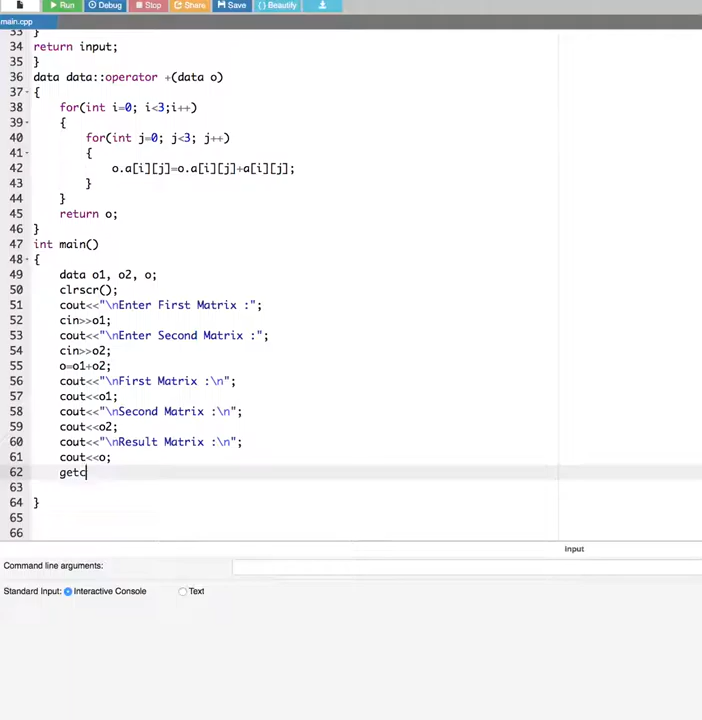 Run Debug Stop Share Save { } Beautify
main.cpp
33 }
34 return input;
35 }
36 data data::operator +(data o)
37 {
38 for(int i=0; i<3;i++)
39 {
40 for(int j=0; j<3; j++)
41 {
42 o.a[i][j]=o.a[i][j]+a[i][j];
43 }
44 }
45 return o;
46 }
47 int main()
48 {
49 data o1, o2, o;
50 clrscr();
51 cout<<"\nEnter First Matrix :";
52 cin>>o1;
53 cout<<"\nEnter Second Matrix :";
54 cin>>o2;
55 o=o1+o2;
56 cout<<"\nFirst Matrix :\n";
57 cout<<o1;
58 cout<<"\nSecond Matrix :\n";
59 cout<<o2;
60 cout<<"\nResult Matrix :\n";
61 cout<<o;
62 getc
63
64 }
65
66
input
Command line arguments:
Standard Input: Interactive Console Text